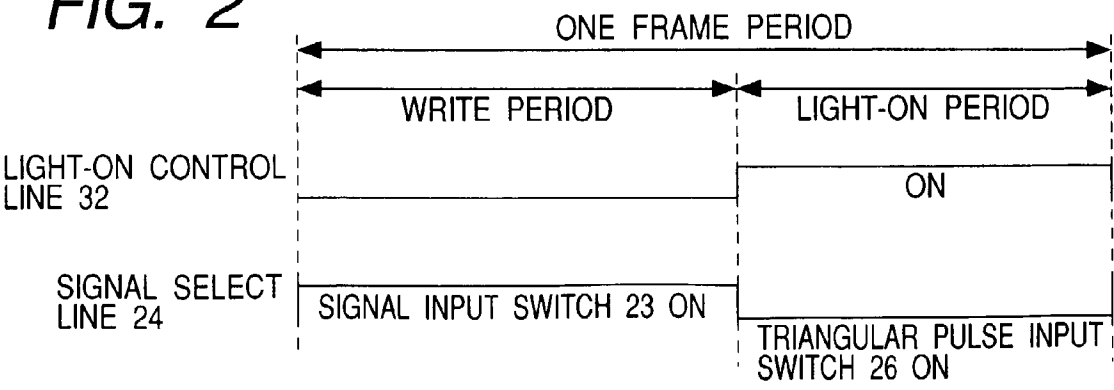 FIG. 2
ONE FRAME PERIOD
WRITE PERIOD
LIGHT-ON PERIOD
LIGHT-ON CONTROL
LINE 32
ON
SIGNAL SELECT
LINE 24
SIGNAL INPUT SWITCH 23 ON
TRIANGULAR PULSE INPUT
SWITCH 26 ON